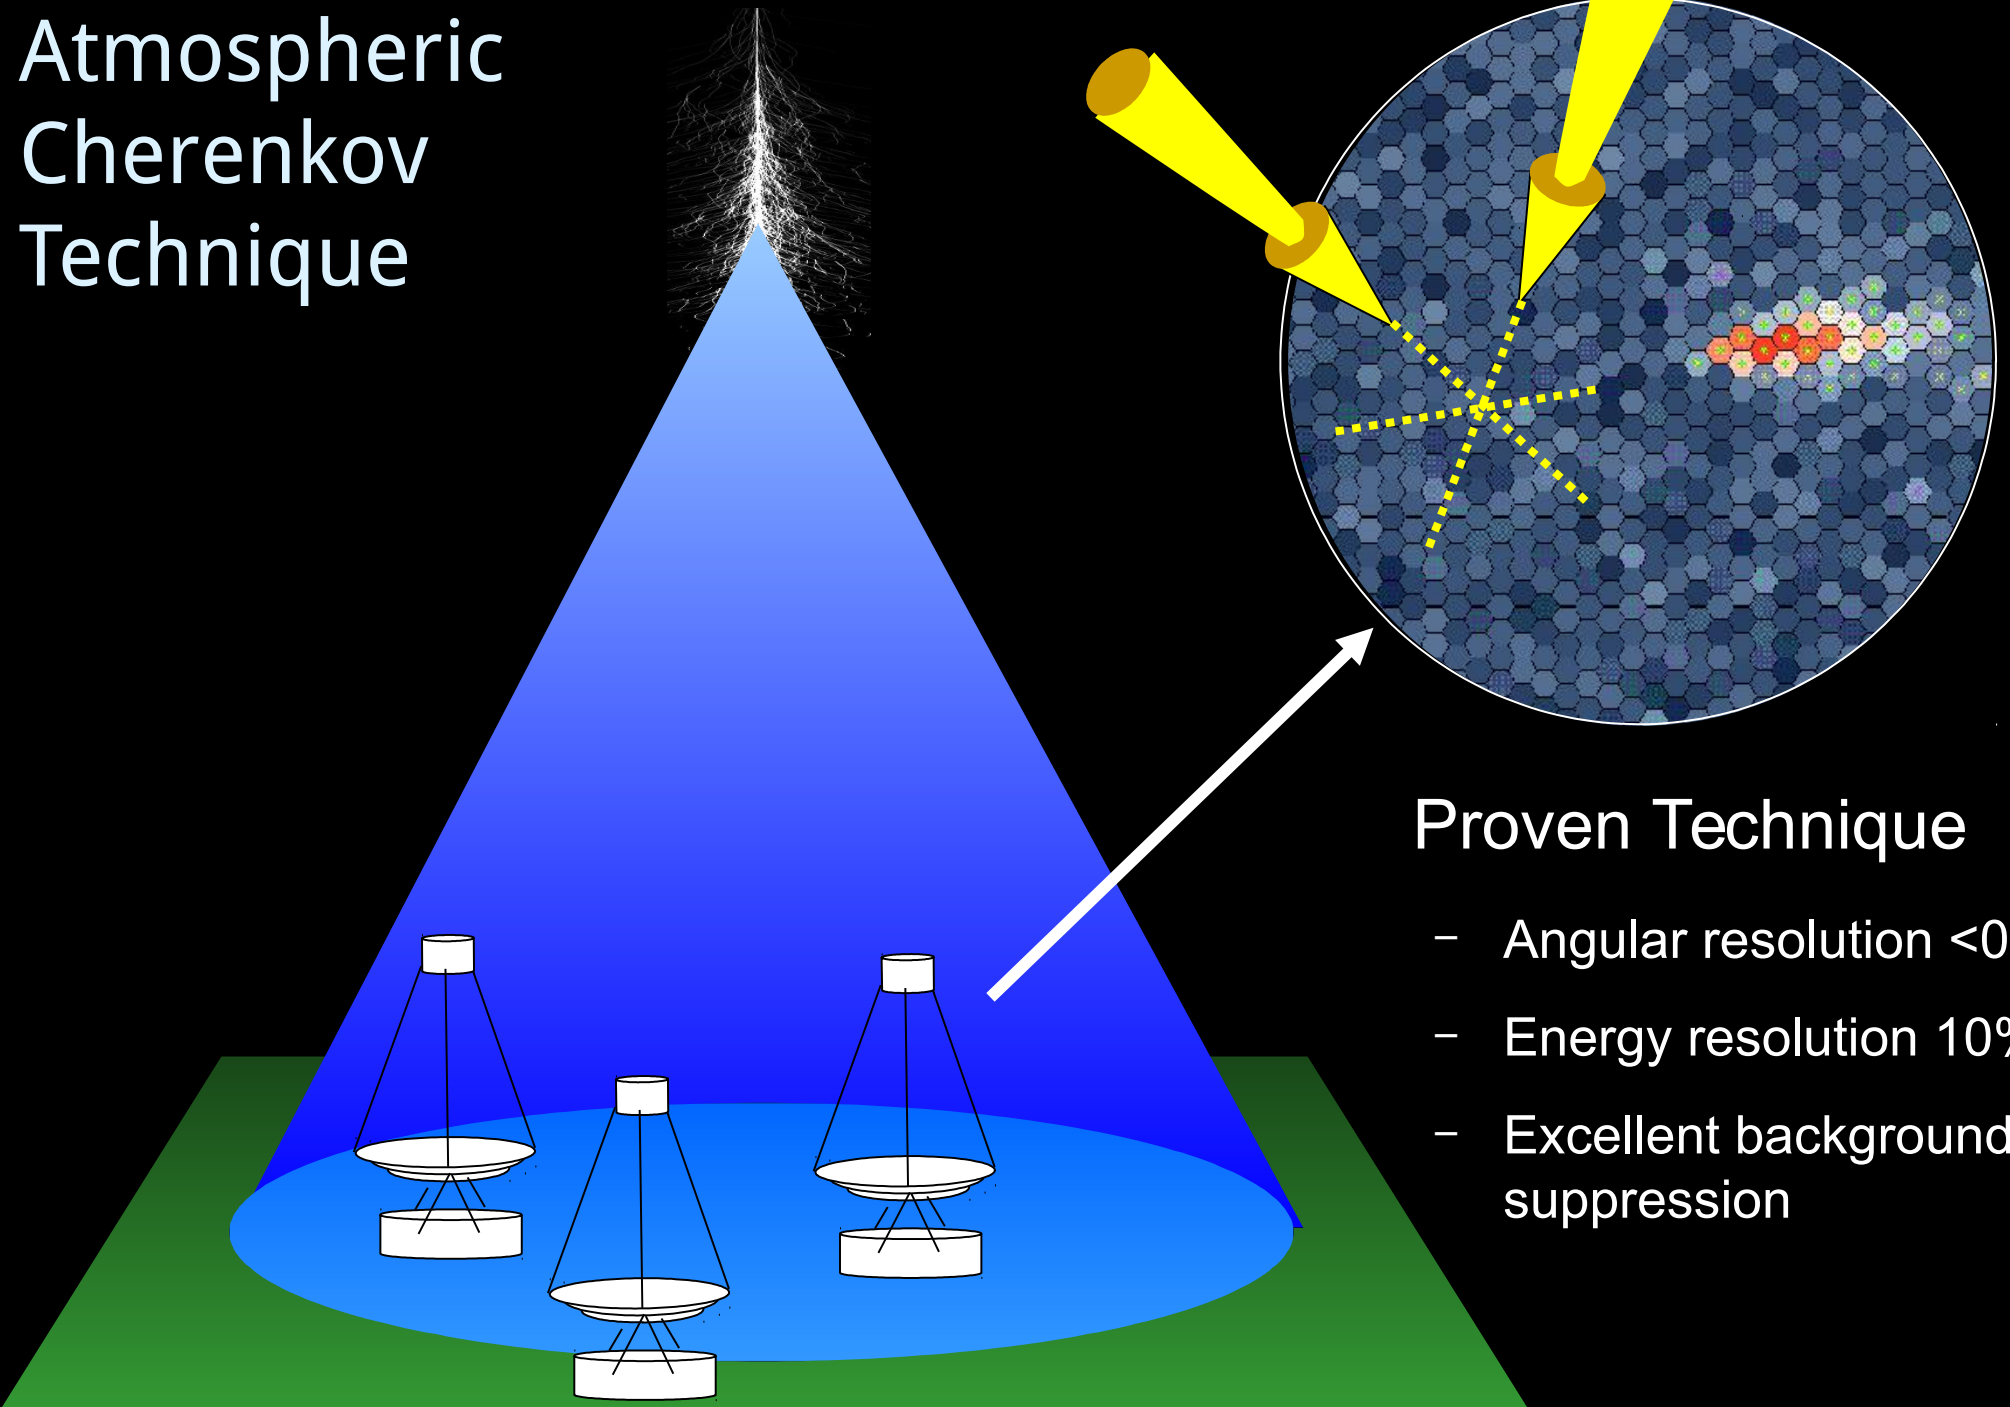 Atmospheric
Cherenkov
Technique
Proven Technique
– Angular resolution <0
– Energy resolution 10%
– Excellent background
suppression